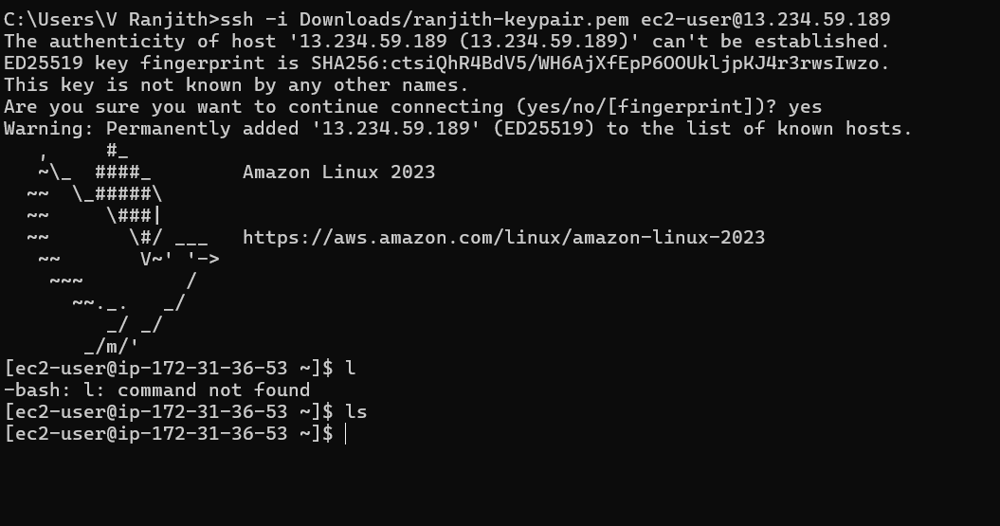 C:\Users\V Ranjith>ssh -i Downloads/ranjith-keypair.pem ec2-user@13.234.59.189
The authenticity of host '13.234.59.189 (13.234.59.189)' can't be established.
ED25519 key fingerprint is SHA256:ctsiQhR4BdV5/WH6AjXfEpP6OOUkljpKJ4r3rwsIwzo.
This key is not known by any other names.
Are you sure you want to continue connecting (yes/no/[fingerprint])? yes
Warning: Permanently added '13.234.59.189' (ED25519) to the list of known hosts.
   ,     #_
   ~\_  ####_        Amazon Linux 2023
  ~~  \_#####\
  ~~     \###|
  ~~       \#/ ___   https://aws.amazon.com/linux/amazon-linux-2023
   ~~       V~' '->
    ~~~         /
      ~~._.   _/
         _/ _/
       _/m/'
[ec2-user@ip-172-31-36-53 ~]$ l
-bash: l: command not found
[ec2-user@ip-172-31-36-53 ~]$ ls
[ec2-user@ip-172-31-36-53 ~]$